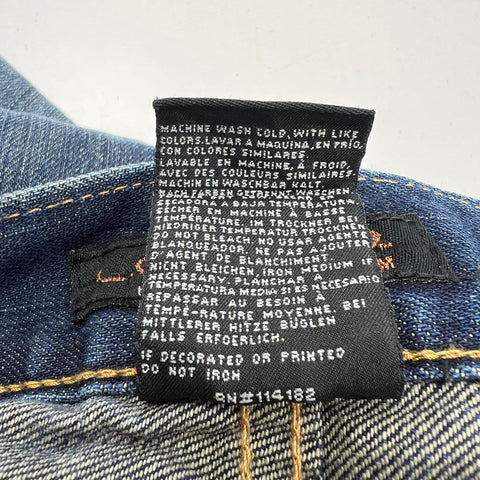 MACHINE WASH COLD, WITH LIKE
COLORS. LAVAR A MAQUINA, EN FRIO,
CON COLORES SIMILARES.
LAVABLE EN MACHINE, À FROID,
AVEC DES COULEURS SIMILAIRES.
MACHIN EN WASCHBAR KALT
NACH FARBEN GETRENNT WASCHEN
SECADORA A BAJA TEMPERATURA
SÉCHER EN MACHINE À BASSE
TEMPÉRATURE. IM TROCKNER B
NIEDRIGER TEMPERATUR TROCKNEN
DO NOT BLEACH. NO USAR AGENTE
BLANQUEADOR. NE PAS AJOUTER
D'AGENT DE BLANCHIMENT.
NICHT BLEICHEN, IRON MEDIUM IF
NECESSARY. PLANCHAR A
TEMPERATURA MEDIA SI ES NECESARIO
REPASSAR AU BESOIN À
TEMPÉ-RATURE MOYENNE. BEI
MITTLERER HITZE BUGLEN
FALLS ERFOERLICH.
IF DECORATED OR PRINTED
DO NOT IRON
RN#114182